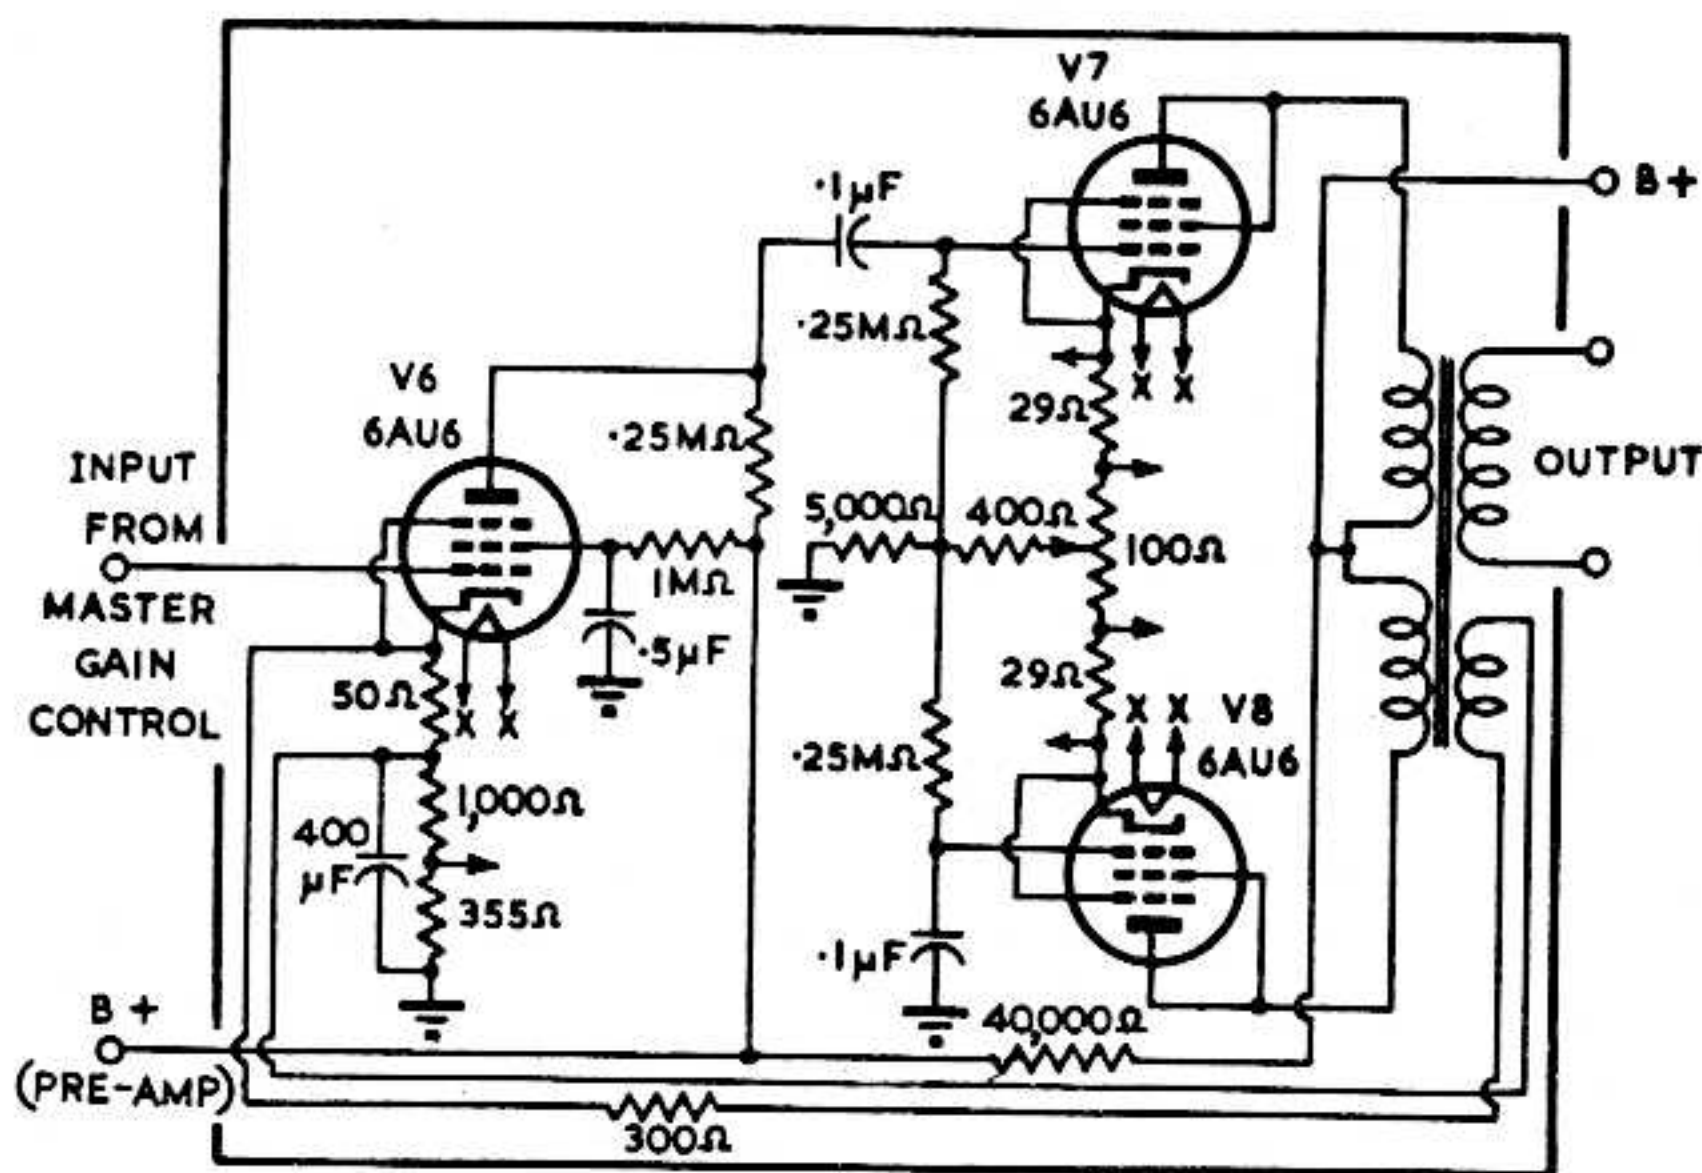 V7
6AU6
B +
·1µF
·25MΩ
29Ω
V6
6AU6
·25MΩ
INPUT
FROM
MASTER
GAIN
CONTROL
OUTPUT
5,000Ω
400Ω
100Ω
1MΩ
·5µF
50Ω
29Ω
X X
X X
X X
V8
6AU6
·25MΩ
1,000Ω
400
µF
355Ω
·1µF
B +
(PRE-AMP)
40,000Ω
300Ω